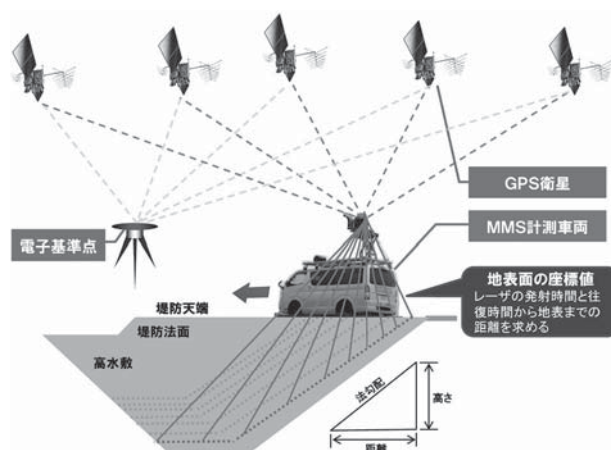 GPS衛星
MMS計測車両
電子基準点
地表面の座標値
レーザの発射時間と往
復時間から地表までの
距離を求める
堤防天端
堤防法面
高水敷
法勾配
高さ
距離